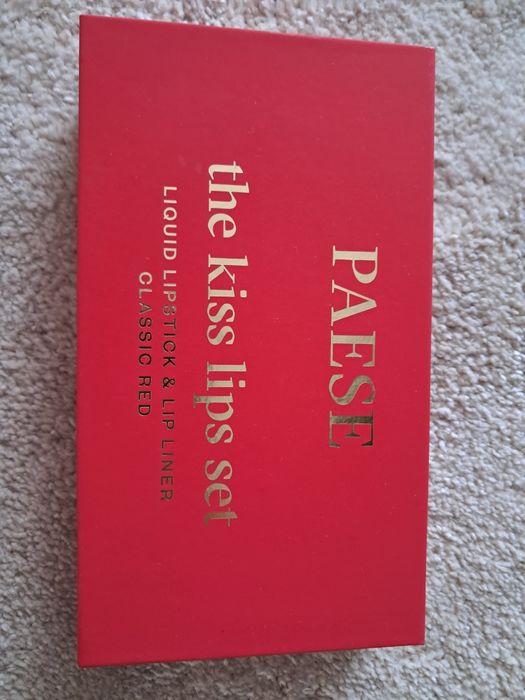 PAESE
the kiss lips set
LIQUID LIPSTICK & LIP LINER
CLASSIC RED